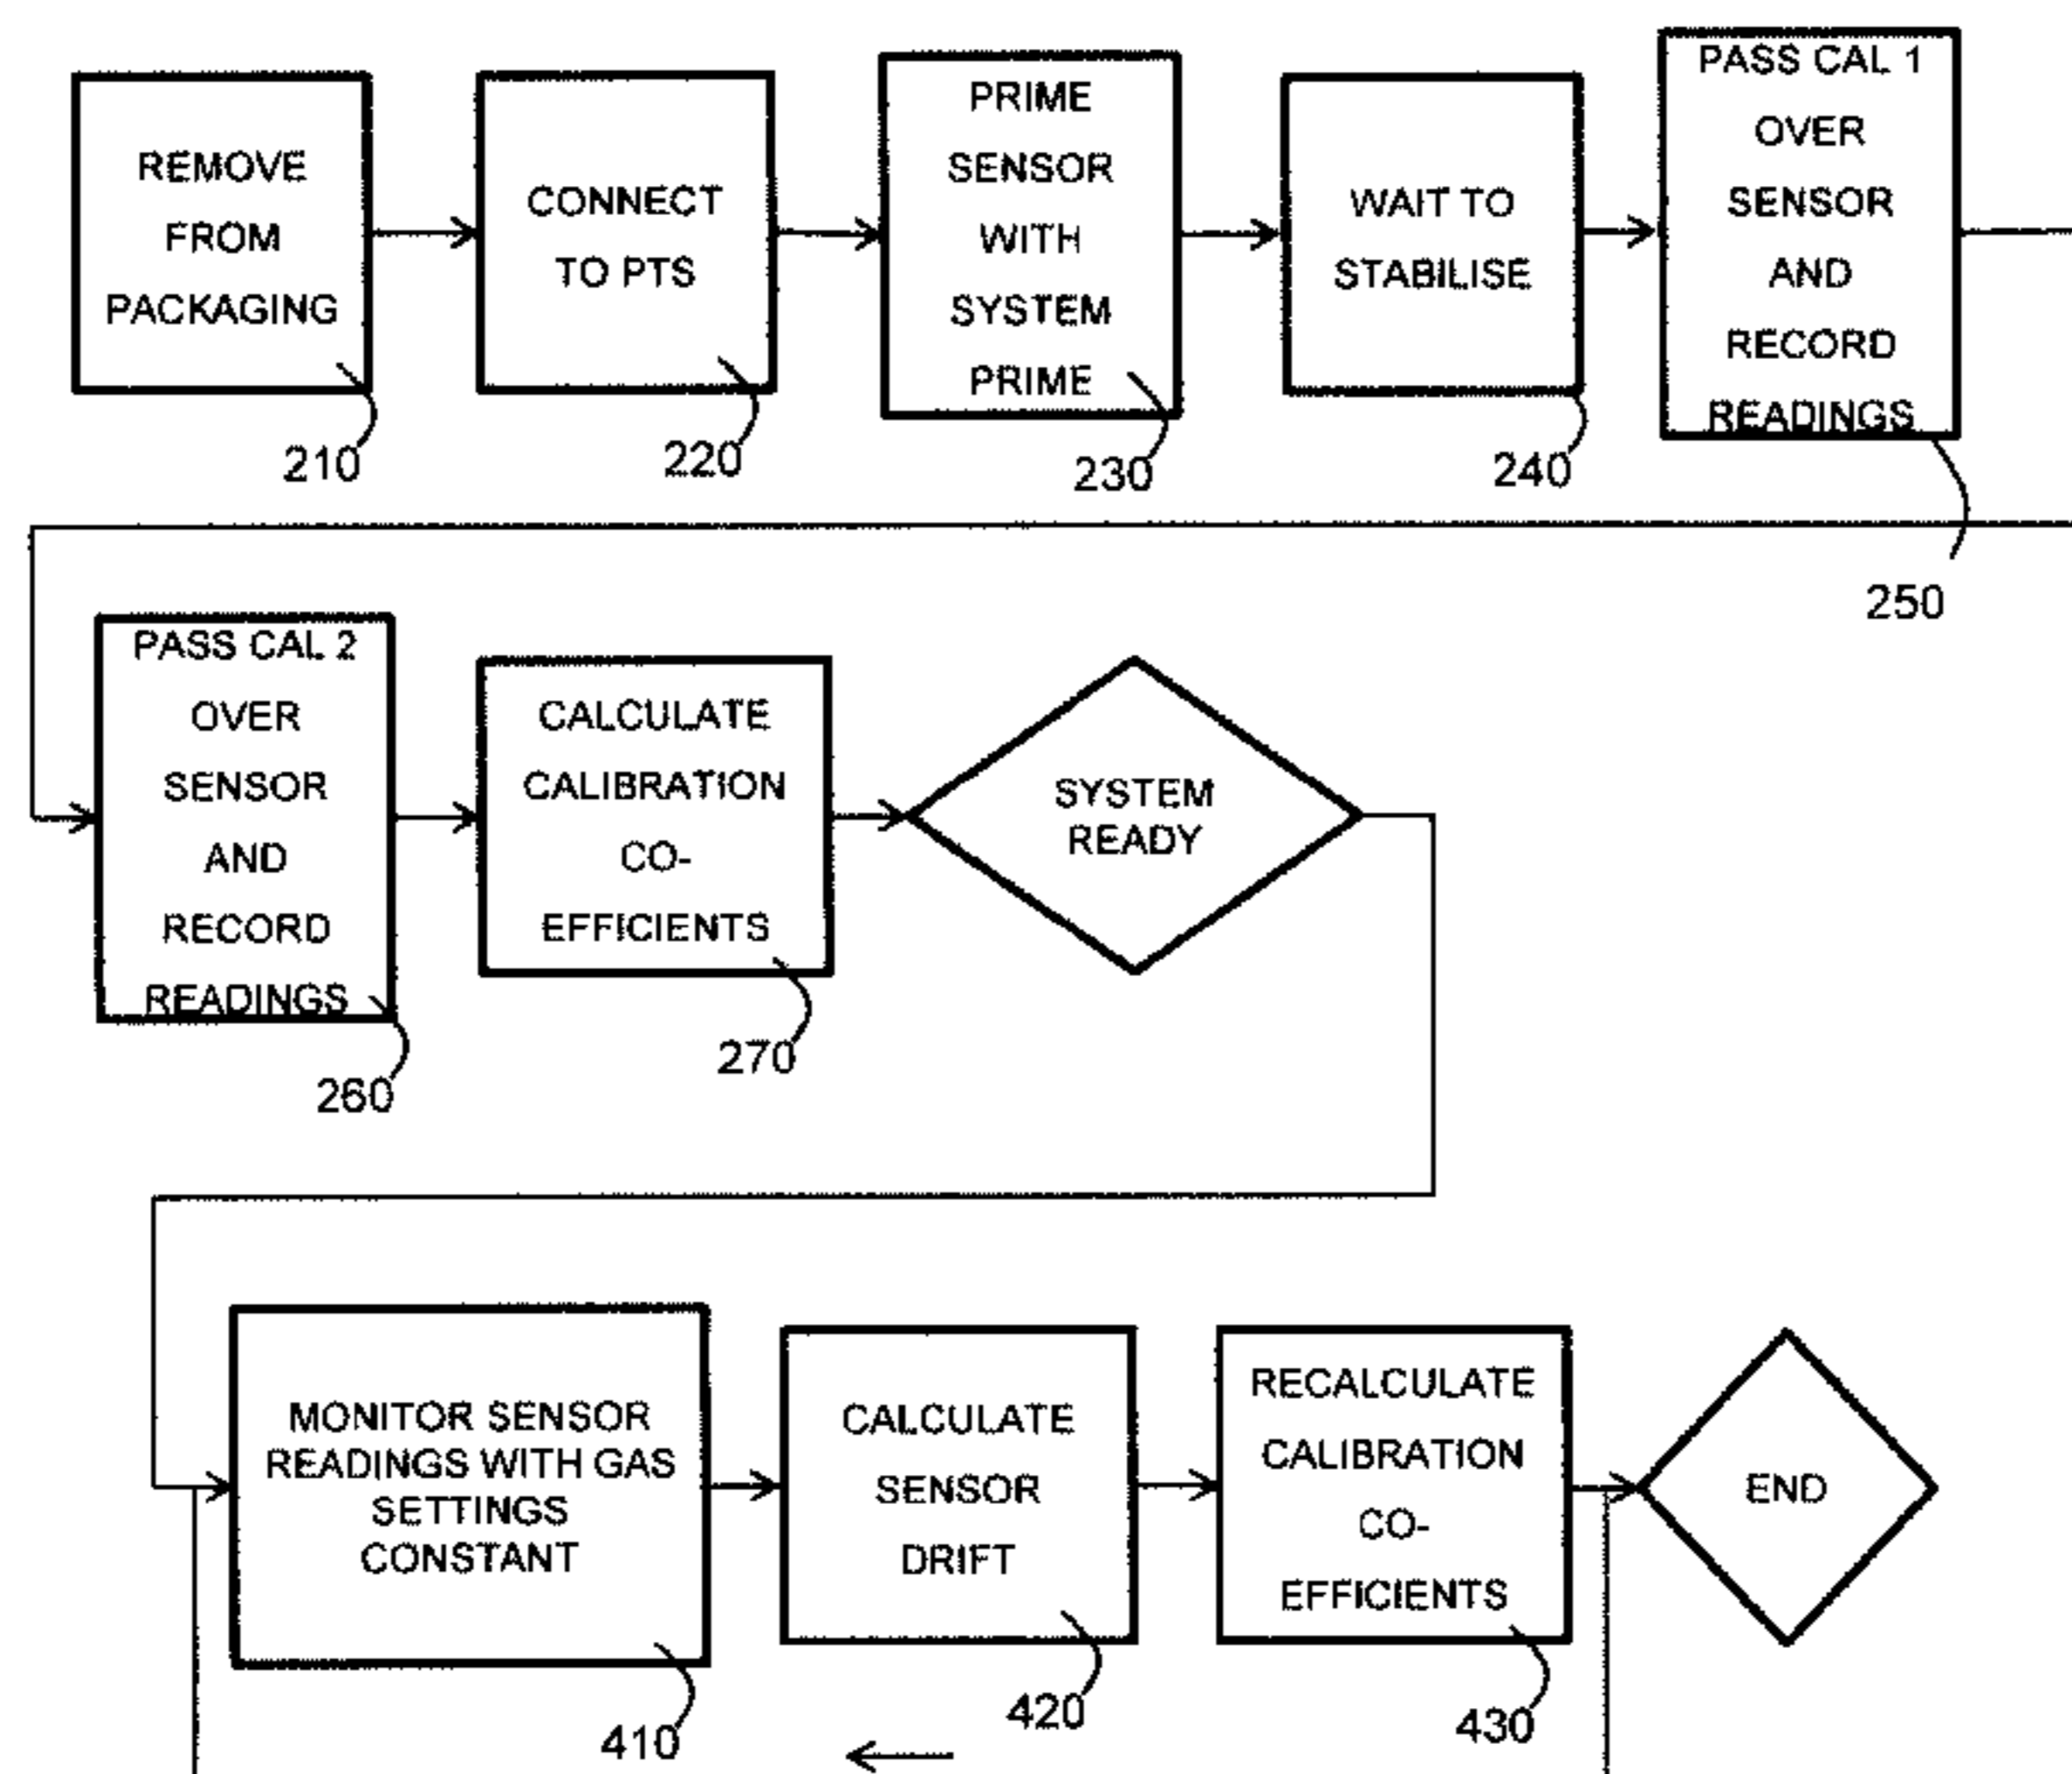 REMOVE
FROM
PACKAGING
210
CONNECT
TO PTS
220
PRIME
SENSOR
WITH
SYSTEM
PRIME
230
WAIT TO
STABILISE
240
PASS CAL 1
OVER
SENSOR
AND
RECORD
READINGS
250
PASS CAL 2
OVER
SENSOR
AND
RECORD
READINGS
260
CALCULATE
CALIBRATION
CO-
EFFICIENTS
270
SYSTEM
READY
MONITOR SENSOR
READINGS WITH GAS
SETTINGS
CONSTANT
410
CALCULATE
SENSOR
DRIFT
420
RECALCULATE
CALIBRATION
CO-
EFFICIENTS
430
END